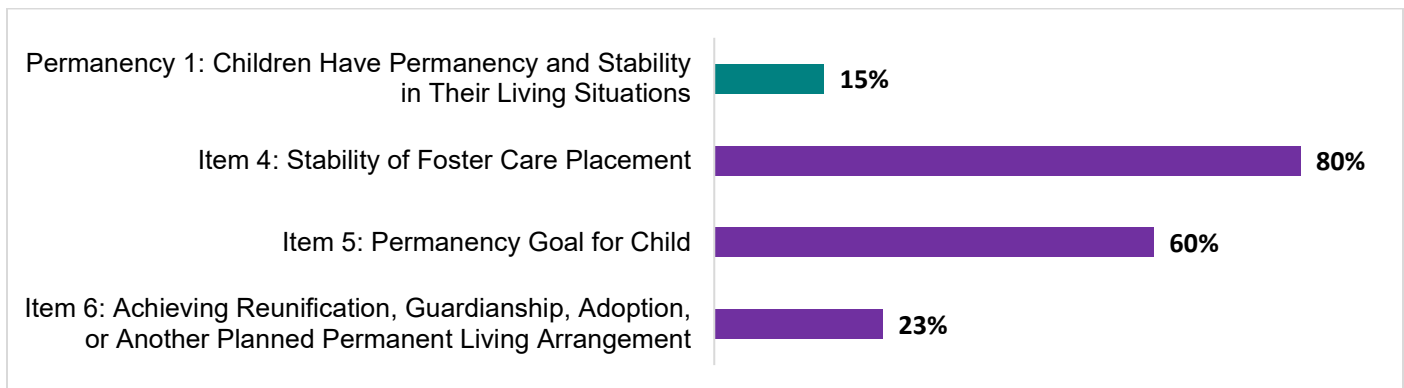 Permanency 1: Children Have Permanency and Stability
in Their Living Situations
15%
Item 4: Stability of Foster Care Placement
80%
Item 5: Permanency Goal for Child
60%
Item 6: Achieving Reunification, Guardianship, Adoption,
or Another Planned Permanent Living Arrangement
23%